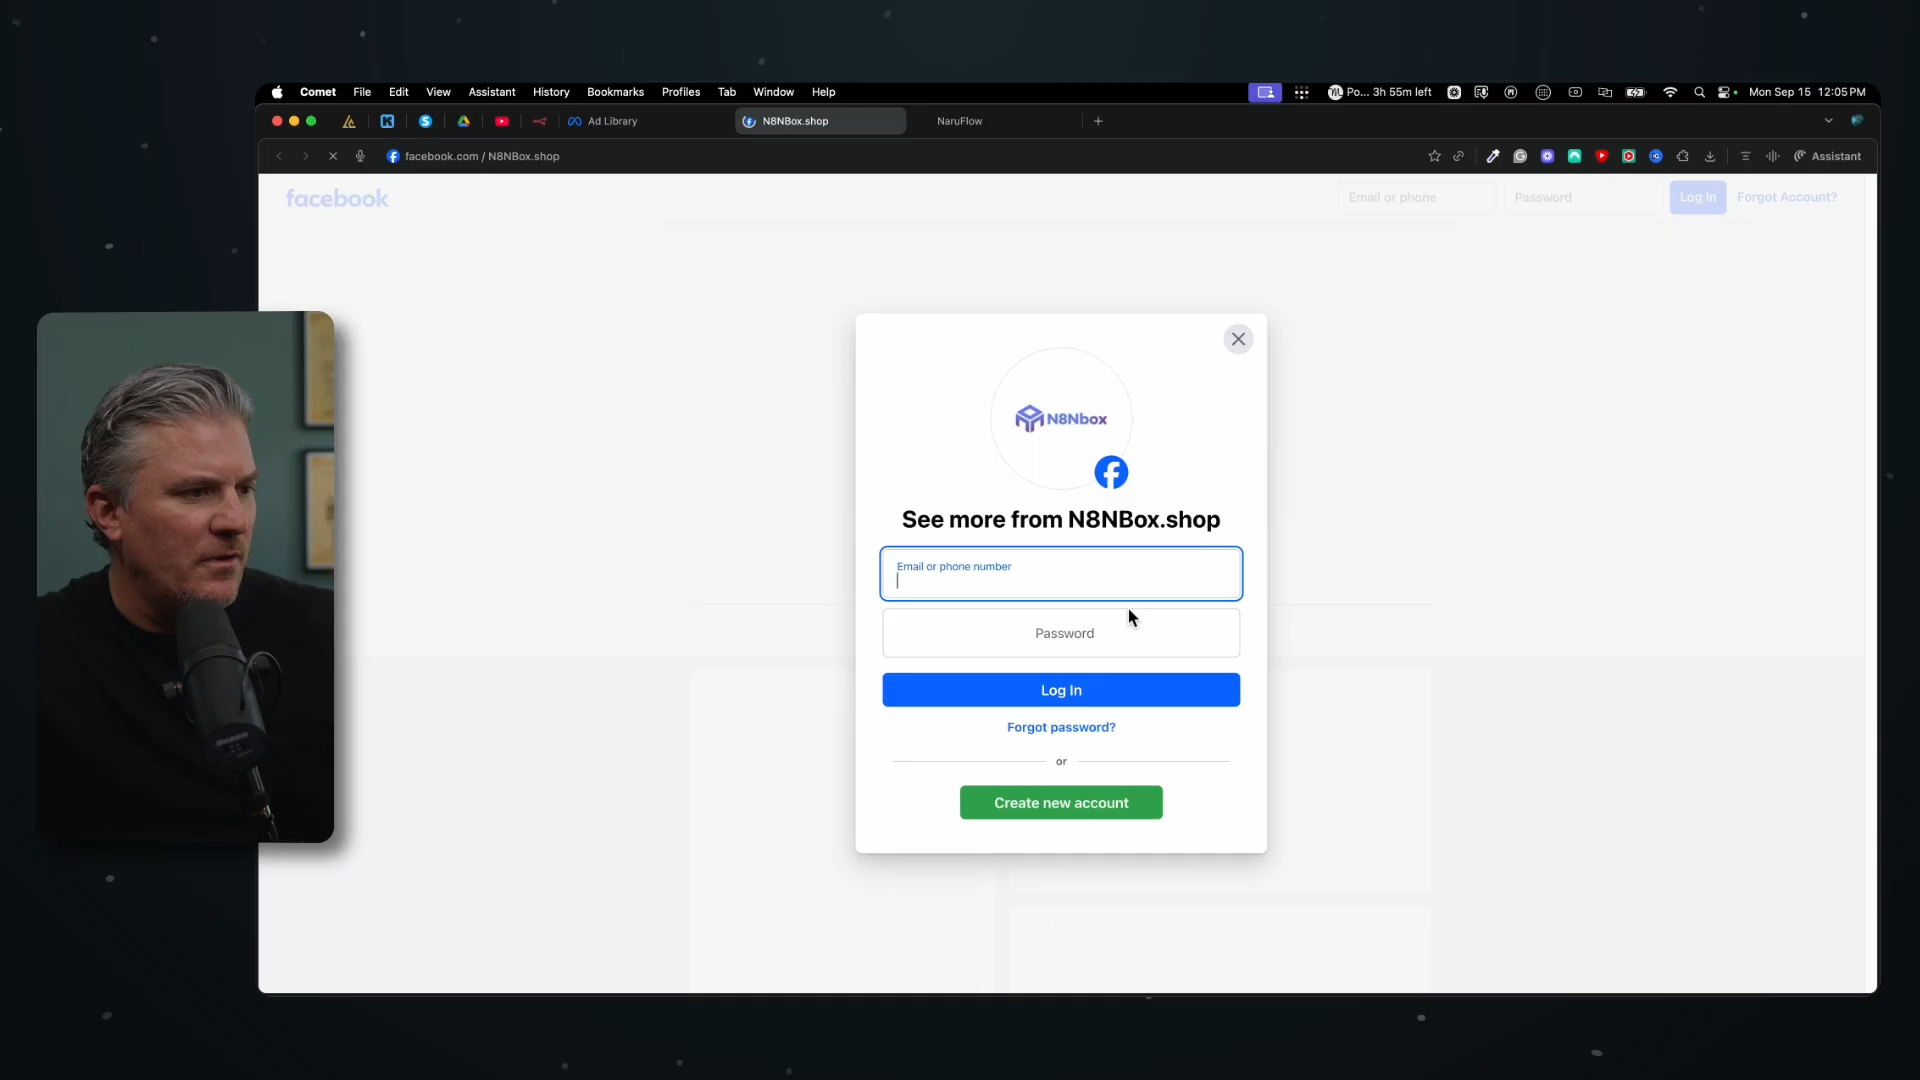 Comet File Edit View Assistant History Bookmarks Profiles Tab Window Help Po... 3h 55m left Mon Sep 15 12:05 PM
Ad Library N8NBox.shop NaruFlow
facebook.com / N8NBox.shop Assistant
facebook Email or phone Password Log In Forgot Account?
N8Nbox
See more from N8NBox.shop
Email or phone number
Password
Log In
Forgot password?
or
Create new account